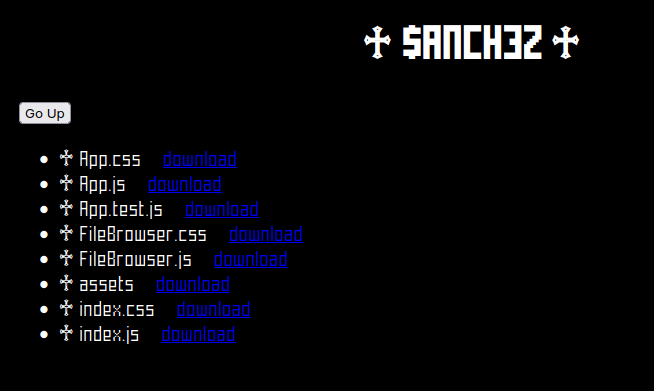 ♰ $ANCH3Z ♰
Go Up
• ♰ App.css download
• ♰ App.js download
• ♰ App.test.js download
• ♰ FileBrowser.css download
• ♰ FileBrowser.js download
• ♰ assets download
• ♰ index.css download
• ♰ index.js download